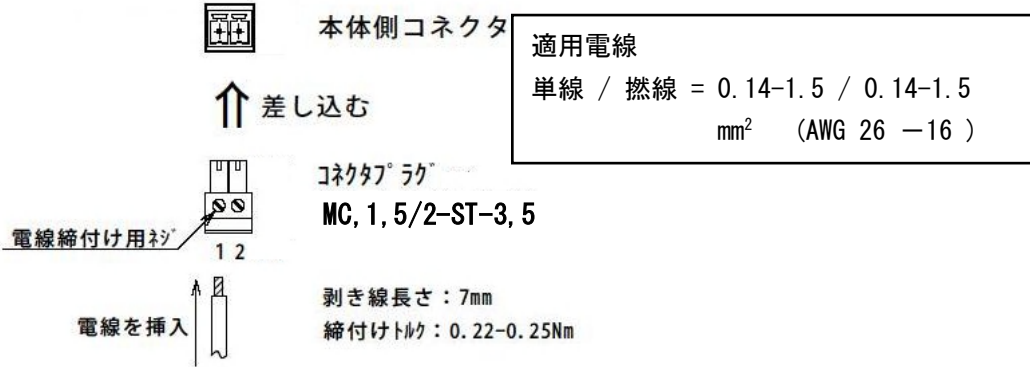 本体側コネクタ
適用電線
単線 / 撚線 = 0.14-1.5 / 0.14-1.5
mm² (AWG 26 －16 )
差し込む
ｺﾈｸﾀﾌﾟﾗｸﾞ
MC,1,5/2-ST-3,5
電線締付け用ﾈｼﾞ
1 2
剥き線長さ：7mm
締付けﾄﾙｸ：0.22-0.25Nm
電線を挿入